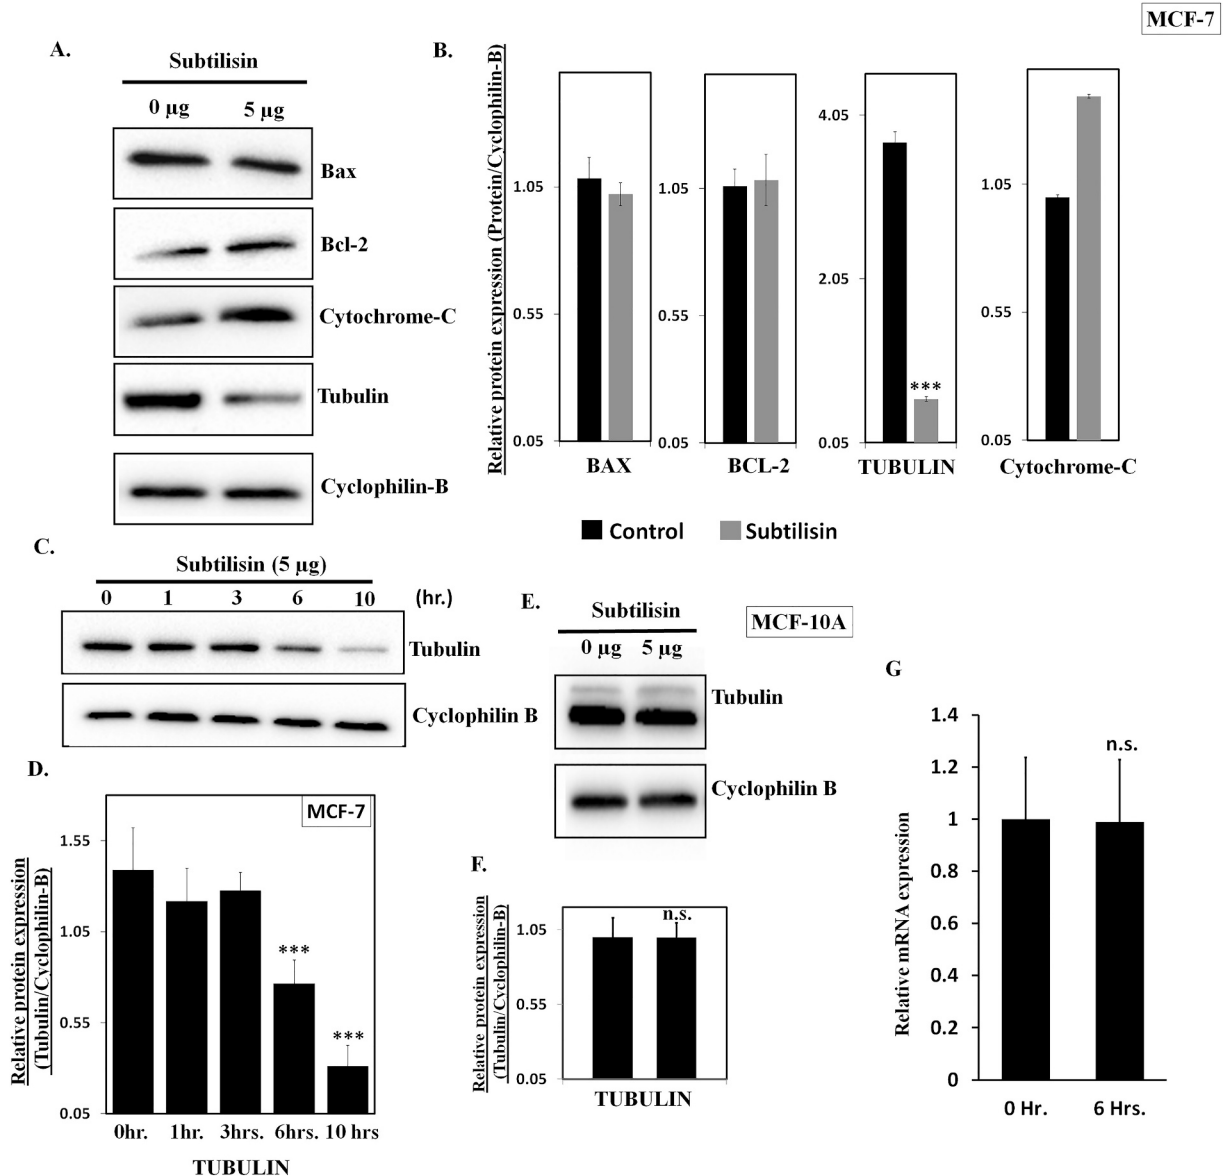 MCF-7
A.
Subtilisin
0 µg 5 µg
Bax
Bcl-2
Cytochrome-C
Tubulin
Cyclophilin-B
B.
Relative protein expression (Protein/Cyclophilin-B)
1.05
0.55
0.05
BAX
1.05
0.55
0.05
BCL-2
4.05
2.05
0.05
***
TUBULIN
1.05
0.55
0.05
Cytochrome-C
Control Subtilisin
C.
Subtilisin (5 µg)
0 1 3 6 10 (hr.)
Tubulin
Cyclophilin B
D.
MCF-7
Relative protein expression
(Tubulin/Cyclophilin-B)
1.55
1.05
0.55
0.05
***
***
0hr. 1hr. 3hrs. 6hrs. 10 hrs
TUBULIN
E.
Subtilisin
MCF-10A
0 µg 5 µg
Tubulin
Cyclophilin B
F.
Relative protein expression
(Tubulin/Cyclophilin-B)
1.05
0.55
0.05
n.s.
TUBULIN
G
Relative mRNA expression
1.4
1.2
1
0.8
0.6
0.4
0.2
0
n.s.
0 Hr. 6 Hrs.